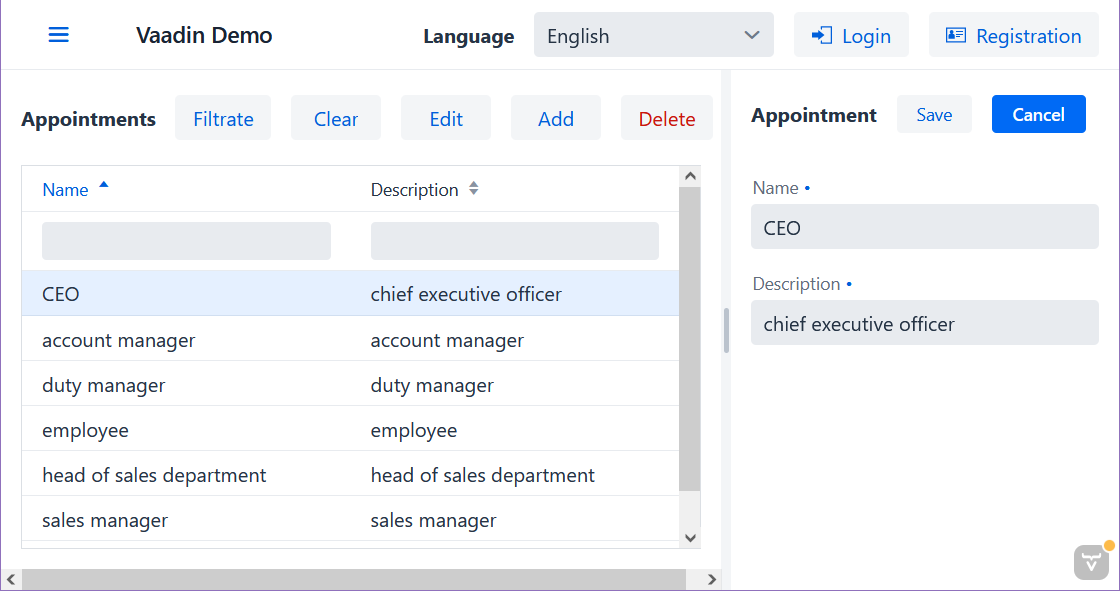 Vaadin Demo Language English Login Registration
Appointments Filtrate Clear Edit Add Delete
Name Description
CEO chief executive officer
account manager account manager
duty manager duty manager
employee employee
head of sales department head of sales department
sales manager sales manager
Appointment Save Cancel
Name •
CEO
Description •
chief executive officer